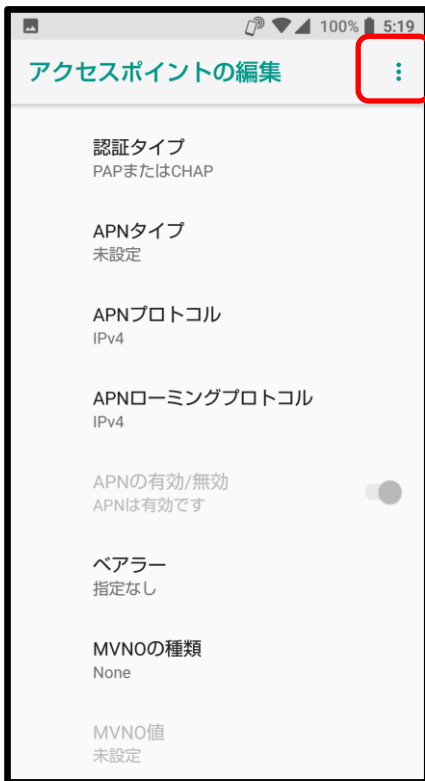 100% 5:19
アクセスポイントの編集
認証タイプ
PAPまたはCHAP
APNタイプ
未設定
APNプロトコル
IPv4
APNローミングプロトコル
IPv4
APNの有効/無効
APNは有効です
ベアラー
指定なし
MVNOの種類
None
MVNO値
未設定